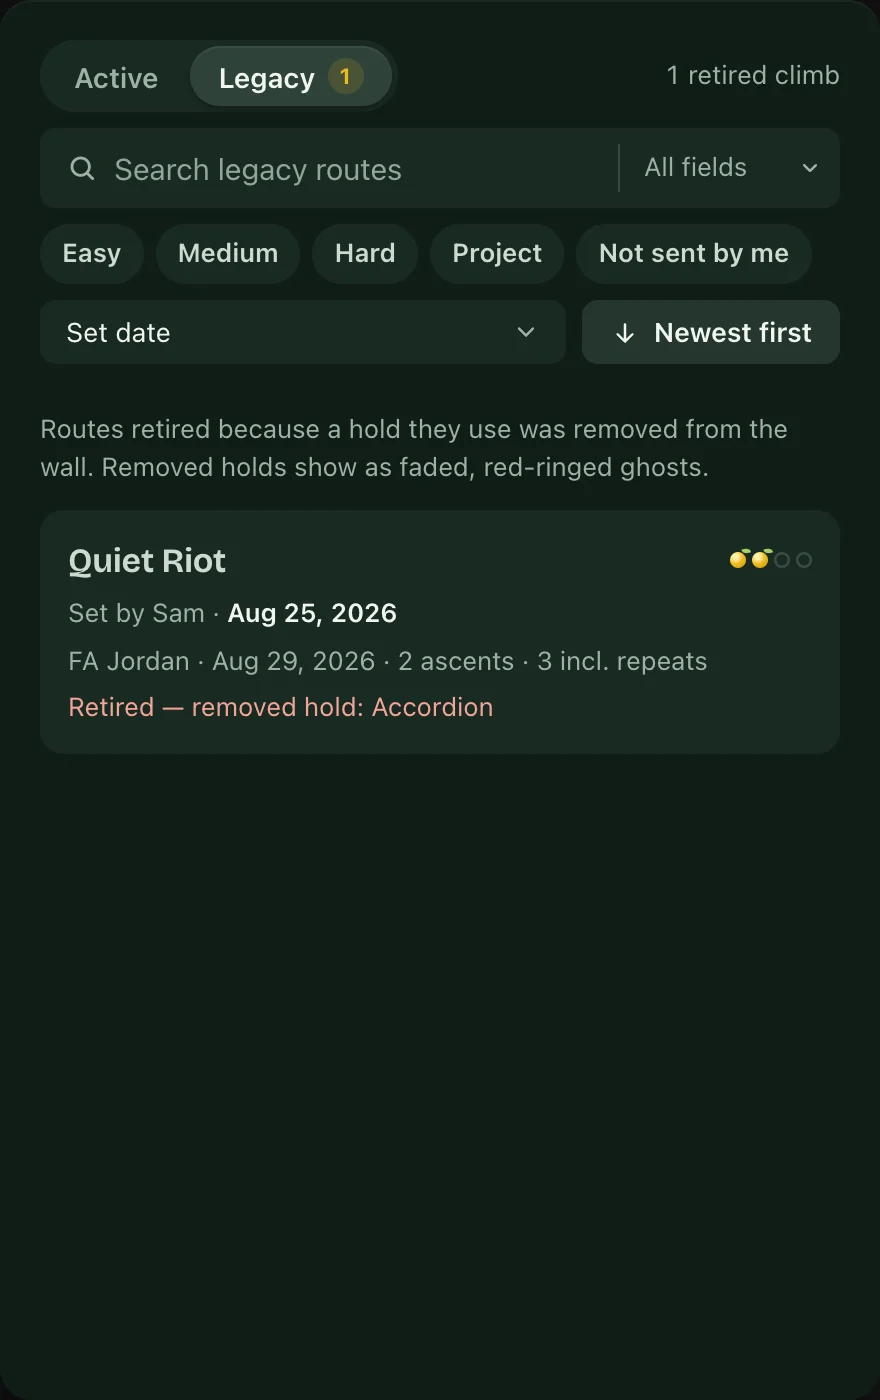 Active
Legacy 1
1 retired climb
Search legacy routes
All fields
Easy
Medium
Hard
Project
Not sent by me
Set date
Newest first
Routes retired because a hold they use was removed from the
wall. Removed holds show as faded, red-ringed ghosts.
Quiet Riot
Set by Sam · Aug 25, 2026
FA Jordan · Aug 29, 2026 · 2 ascents · 3 incl. repeats
Retired — removed hold: Accordion